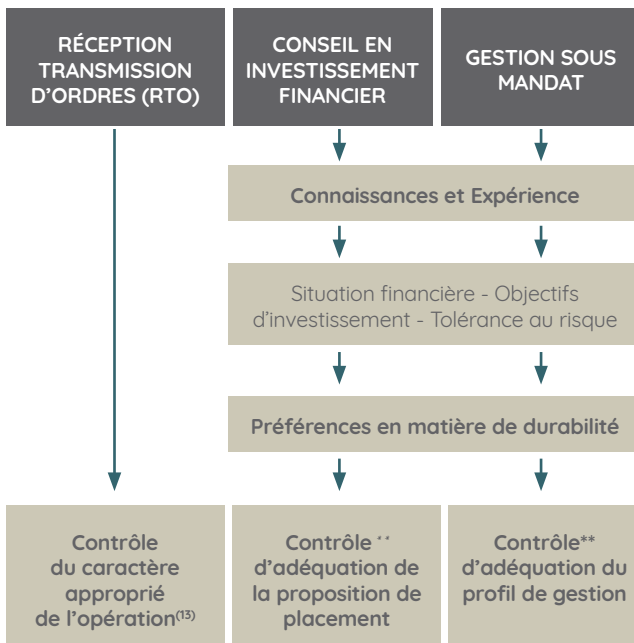 RÉCEPTION
TRANSMISSION
D’ORDRES (RTO)
CONSEIL EN
INVESTISSEMENT
FINANCIER
GESTION SOUS
MANDAT
Connaissances et Expérience
Situation financière - Objectifs
d’investissement - Tolérance au risque
Préférences en matière de durabilité
Contrôle
du caractère
approprié
de l’opération⁽¹³⁾
Contrôle**
d’adéquation de
la proposition de
placement
Contrôle**
d’adéquation du
profil de gestion